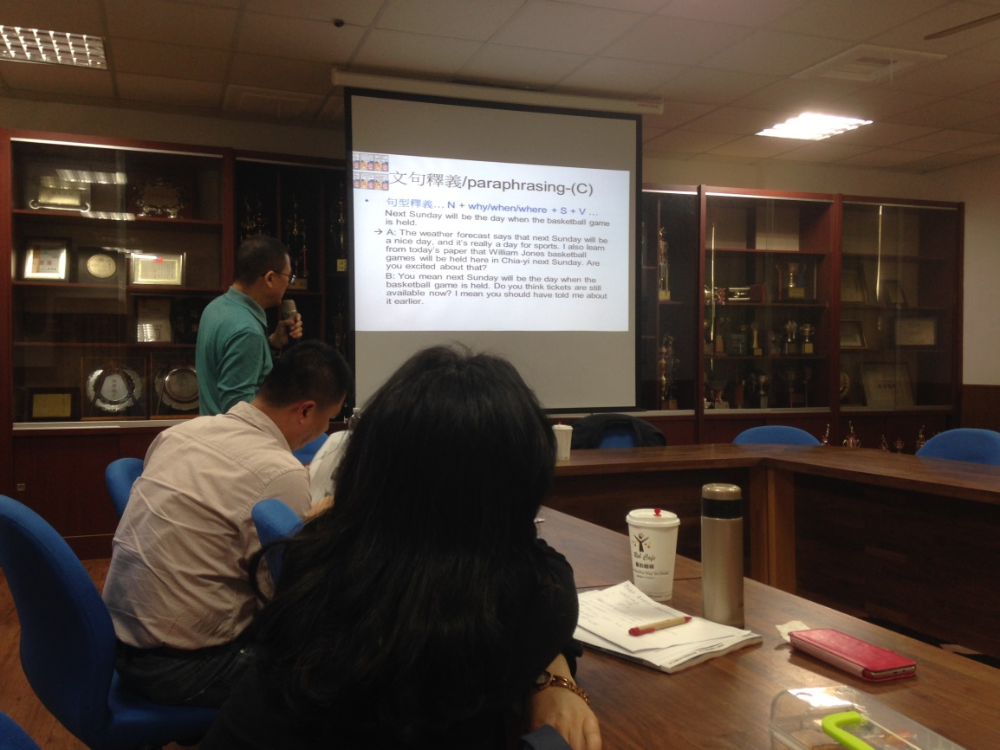 文句釋義/paraphrasing-(C)
• 句型釋義… N + why/when/where + S + V …
Next Sunday will be the day when the basketball game
is held.
→ A: The weather forecast says that next Sunday will be
a nice day, and it's really a day for sports. I also learn
from today's paper that William Jones basketball
games will be held here in Chia-yi next Sunday. Are
you excited about that?
B: You mean next Sunday will be the day when the
basketball game is held. Do you think tickets are still
available now? I mean you should have told me about
it earlier.
Cafe